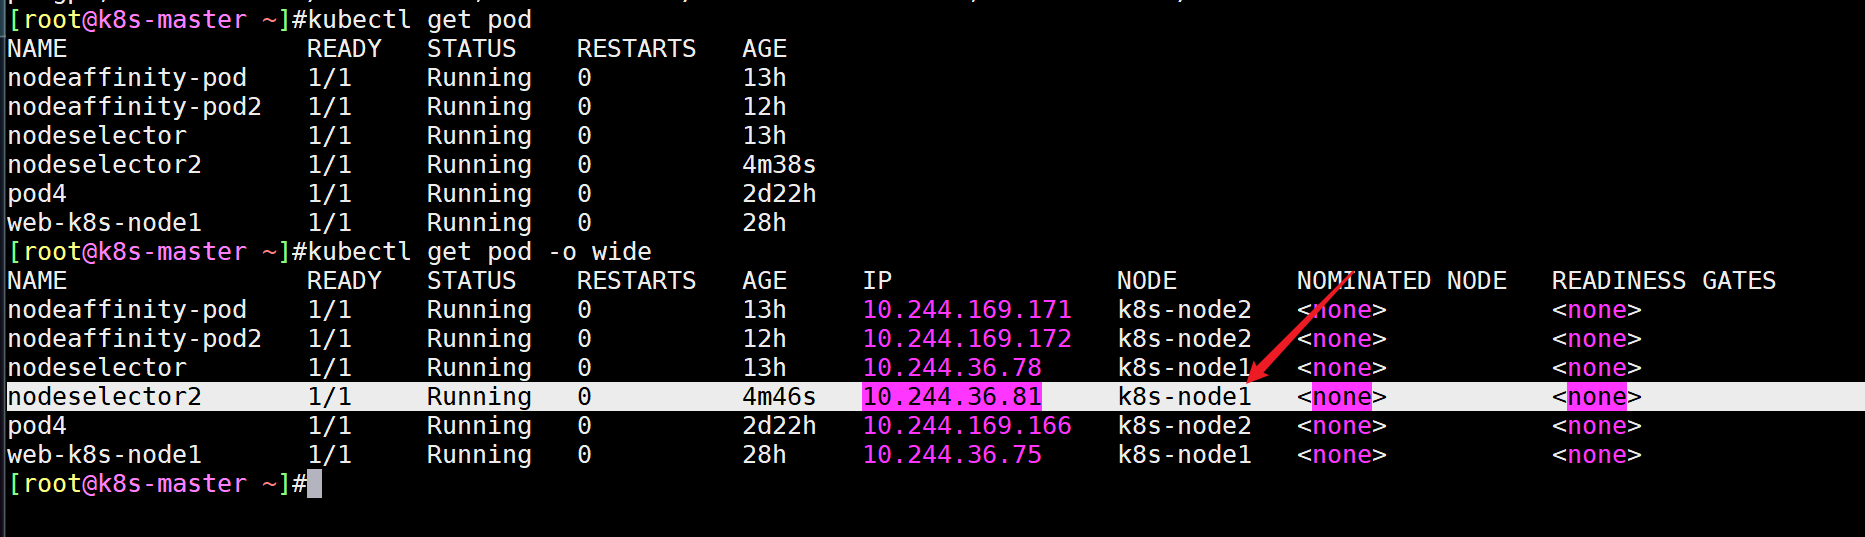 [root@k8s-master ~]#kubectl get pod
NAME READY STATUS RESTARTS AGE
nodeaffinity-pod 1/1 Running 0 13h
nodeaffinity-pod2 1/1 Running 0 12h
nodeselector 1/1 Running 0 13h
nodeselector2 1/1 Running 0 4m38s
pod4 1/1 Running 0 2d22h
web-k8s-node1 1/1 Running 0 28h
[root@k8s-master ~]#kubectl get pod -o wide
NAME READY STATUS RESTARTS AGE IP NODE NOMINATED NODE READINESS GATES
nodeaffinity-pod 1/1 Running 0 13h 10.244.169.171 k8s-node2 <none> <none>
nodeaffinity-pod2 1/1 Running 0 12h 10.244.169.172 k8s-node2 <none> <none>
nodeselector 1/1 Running 0 13h 10.244.36.78 k8s-node1 <none> <none>
nodeselector2 1/1 Running 0 4m46s 10.244.36.81 k8s-node1 <none> <none>
pod4 1/1 Running 0 2d22h 10.244.169.166 k8s-node2 <none> <none>
web-k8s-node1 1/1 Running 0 28h 10.244.36.75 k8s-node1 <none> <none>
[root@k8s-master ~]#